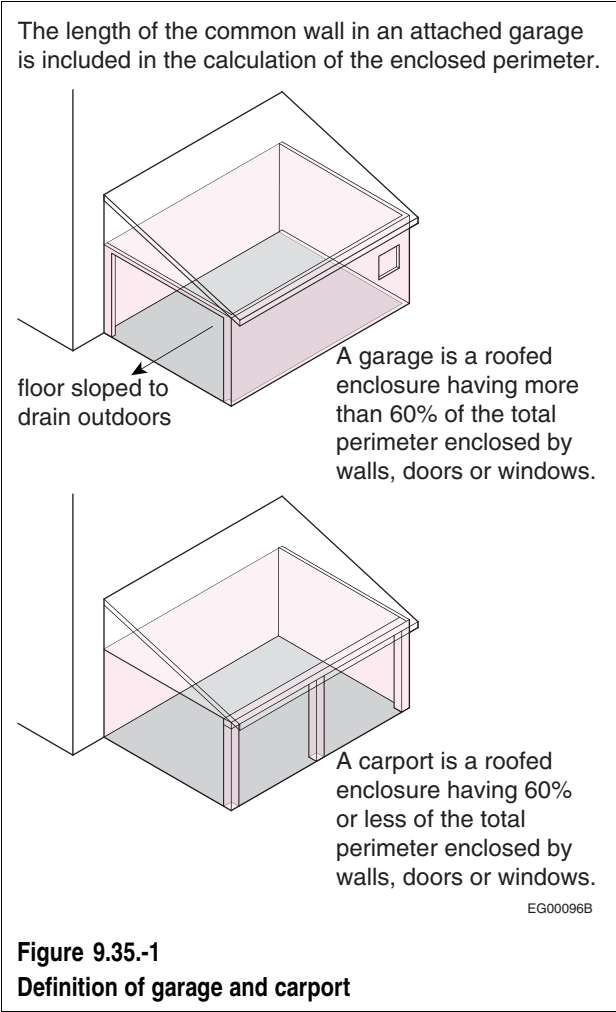 The length of the common wall in an attached garage
is included in the calculation of the enclosed perimeter.
floor sloped to
drain outdoors
A garage is a roofed
enclosure having more
than 60% of the total
perimeter enclosed by
walls, doors or windows.
A carport is a roofed
enclosure having 60%
or less of the total
perimeter enclosed by
walls, doors or windows.
EG00096B
Figure 9.35.-1
Definition of garage and carport